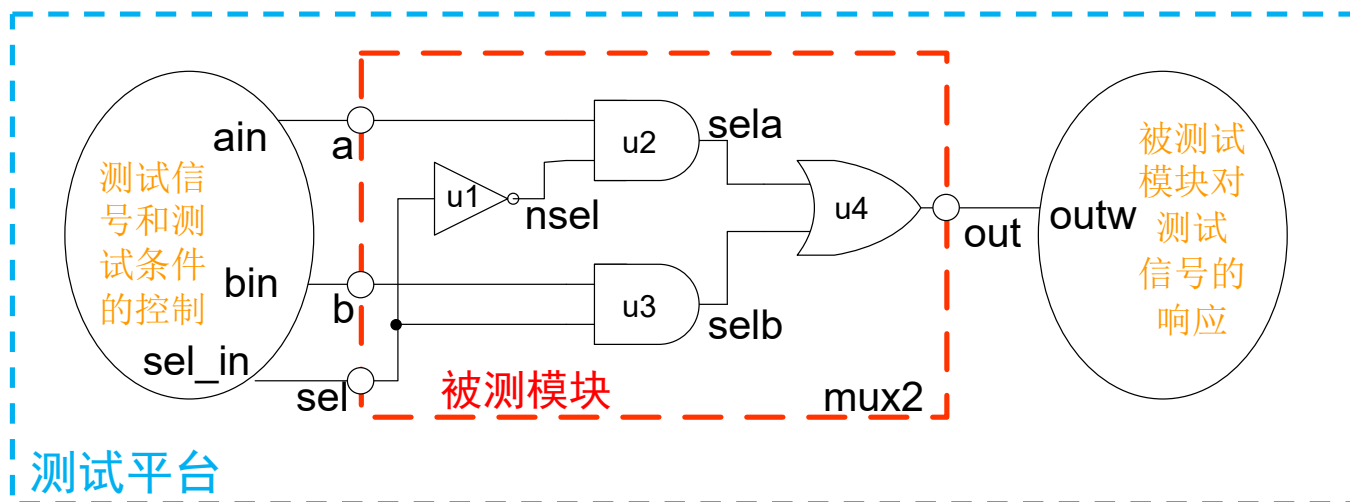 测试信
号和测
试条件
的控制
ain
bin
sel_in
a
b
sel
u1
nsel
u2
sela
u3
selb
u4
被测模块
mux2
out
outw
被测试
模块对
测试
信号的
响应
测试平台